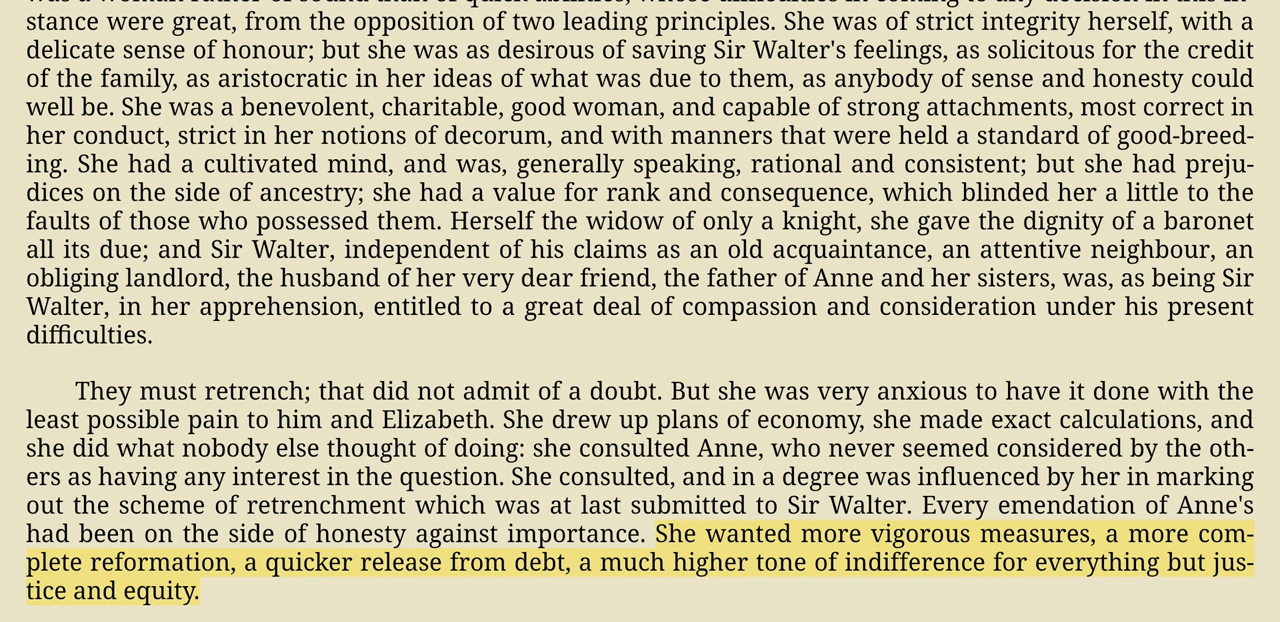 stance were great, from the opposition of two leading principles. She was of strict integrity herself, with a
delicate sense of honour; but she was as desirous of saving Sir Walter's feelings, as solicitous for the credit
of the family, as aristocratic in her ideas of what was due to them, as anybody of sense and honesty could
well be. She was a benevolent, charitable, good woman, and capable of strong attachments, most correct in
her conduct, strict in her notions of decorum, and with manners that were held a standard of good-breed-
ing. She had a cultivated mind, and was, generally speaking, rational and consistent; but she had preju-
dices on the side of ancestry; she had a value for rank and consequence, which blinded her a little to the
faults of those who possessed them. Herself the widow of only a knight, she gave the dignity of a baronet
all its due; and Sir Walter, independent of his claims as an old acquaintance, an attentive neighbour, an
obliging landlord, the husband of her very dear friend, the father of Anne and her sisters, was, as being Sir
Walter, in her apprehension, entitled to a great deal of compassion and consideration under his present
difficulties.
They must retrench; that did not admit of a doubt. But she was very anxious to have it done with the
least possible pain to him and Elizabeth. She drew up plans of economy, she made exact calculations, and
she did what nobody else thought of doing: she consulted Anne, who never seemed considered by the oth-
ers as having any interest in the question. She consulted, and in a degree was influenced by her in marking
out the scheme of retrenchment which was at last submitted to Sir Walter. Every emendation of Anne's
had been on the side of honesty against importance. She wanted more vigorous measures, a more com-
plete reformation, a quicker release from debt, a much higher tone of indifference for everything but jus-
tice and equity.